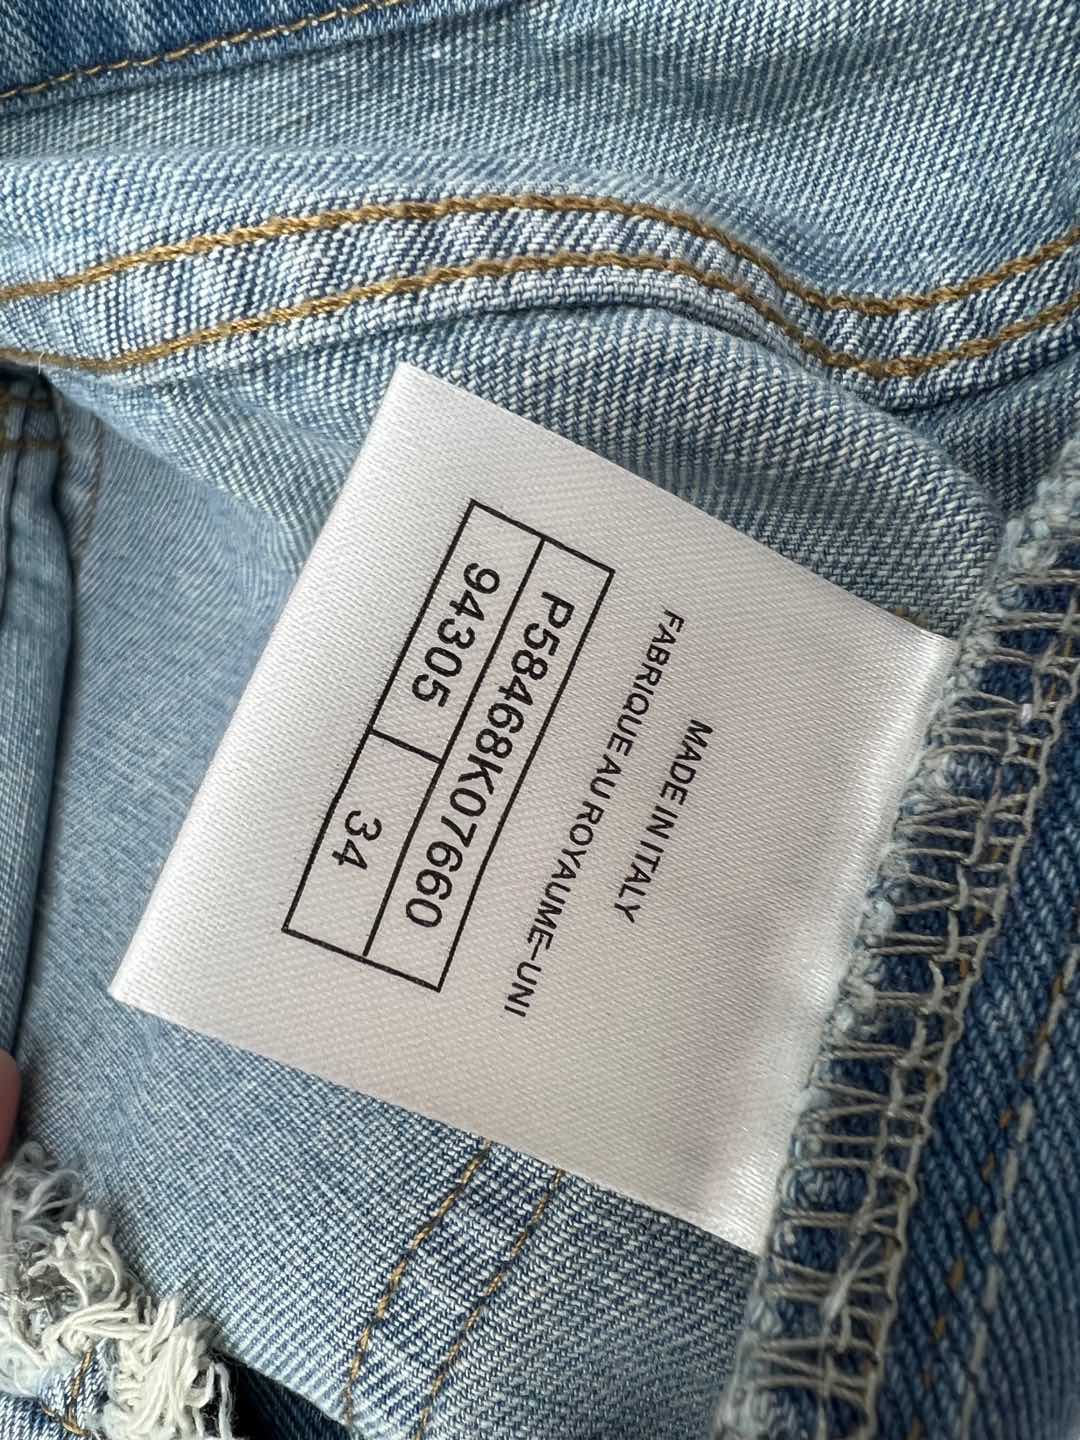 MADE IN ITALY
FABRIQUE AU ROYAUME-UNI
P58468K07660
94305 34